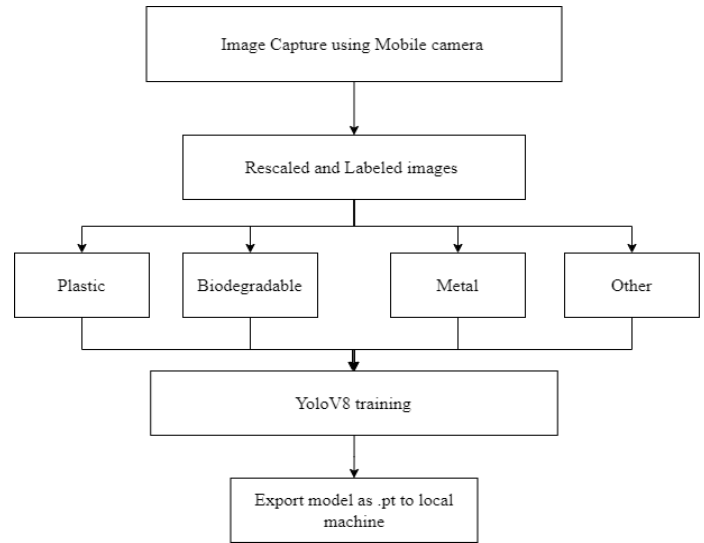 Image Capture using Mobile camera
Rescaled and Labeled images
Plastic
Biodegradable
Metal
Other
YoloV8 training
Export model as .pt to local
machine